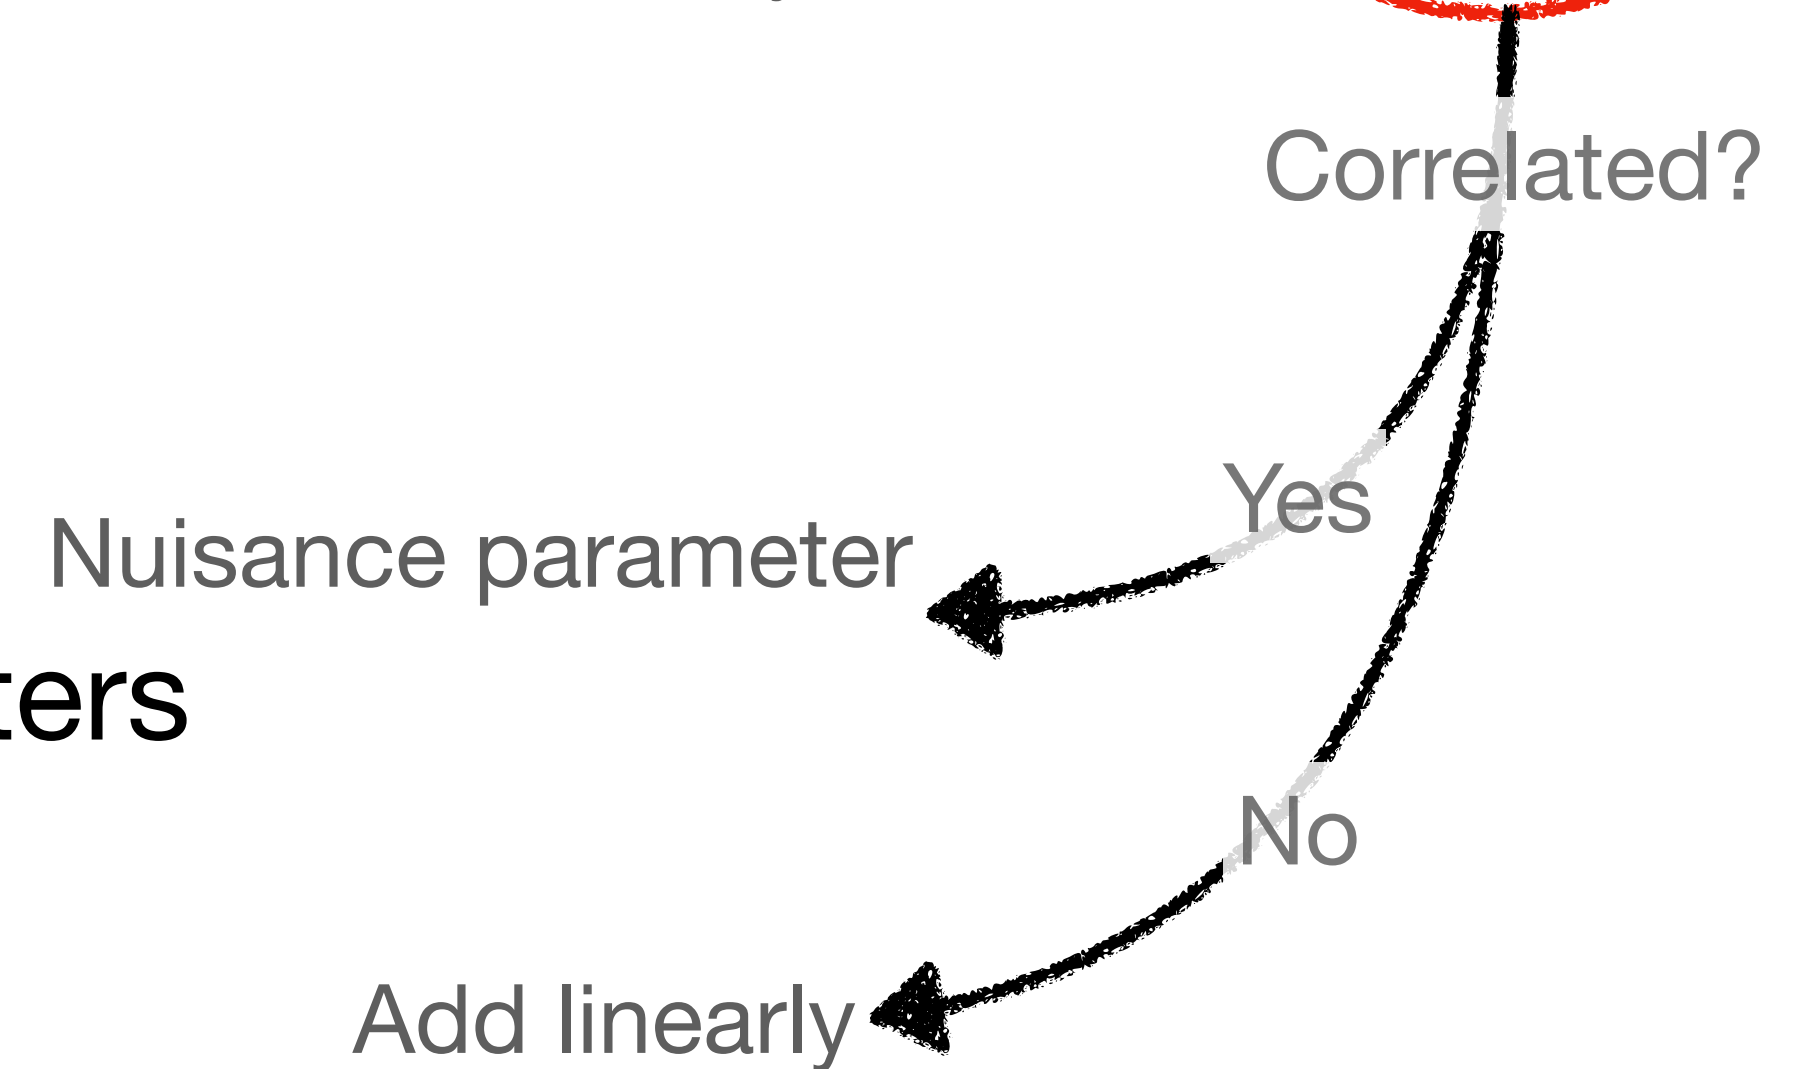 Correlated?
Yes
Nuisance parameter
ters
No
Add linearly